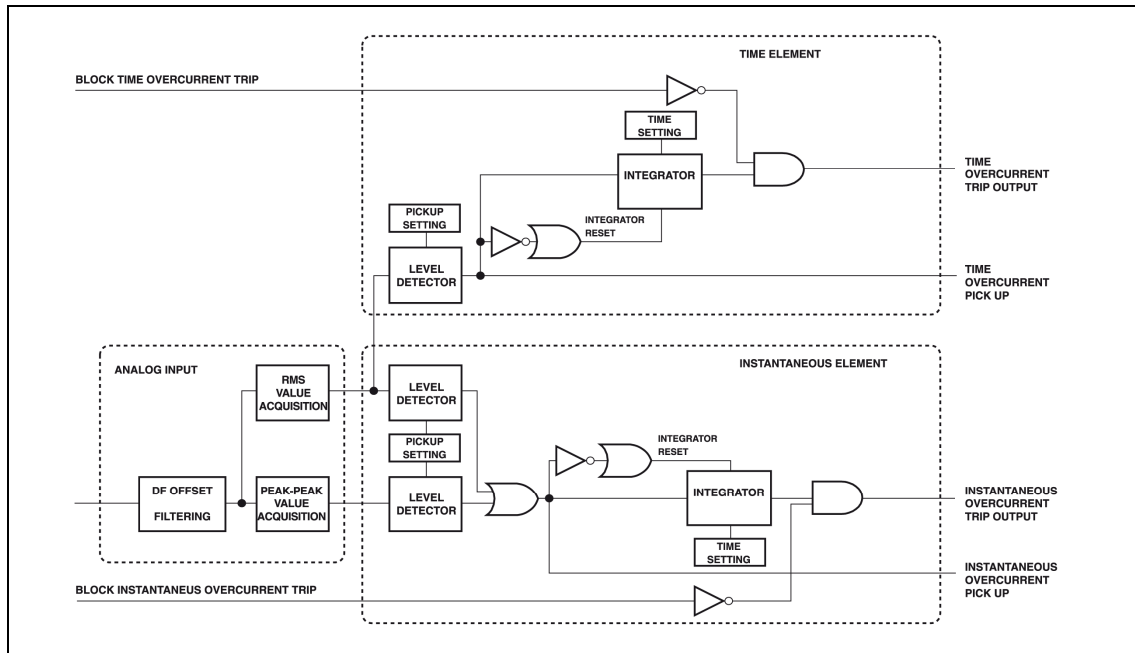 TIME ELEMENT
BLOCK TIME OVERCURRENT TRIP
TIME
SETTING
INTEGRATOR
TIME
OVERCURRENT
TRIP OUTPUT
PICKUP
SETTING
INTEGRATOR
RESET
LEVEL
DETECTOR
TIME
OVERCURRENT
PICK UP
ANALOG INPUT
RMS
VALUE
ACQUISITION
INSTANTANEOUS ELEMENT
LEVEL
DETECTOR
PICKUP
SETTING
INTEGRATOR
RESET
DF OFFSET
FILTERING
PEAK-PEAK
VALUE
ACQUISITION
LEVEL
DETECTOR
INTEGRATOR
INSTANTANEOUS
OVERCURRENT
TRIP OUTPUT
TIME
SETTING
INSTANTANEOUS
OVERCURRENT
PICK UP
BLOCK INSTANTANEUS OVERCURRENT TRIP